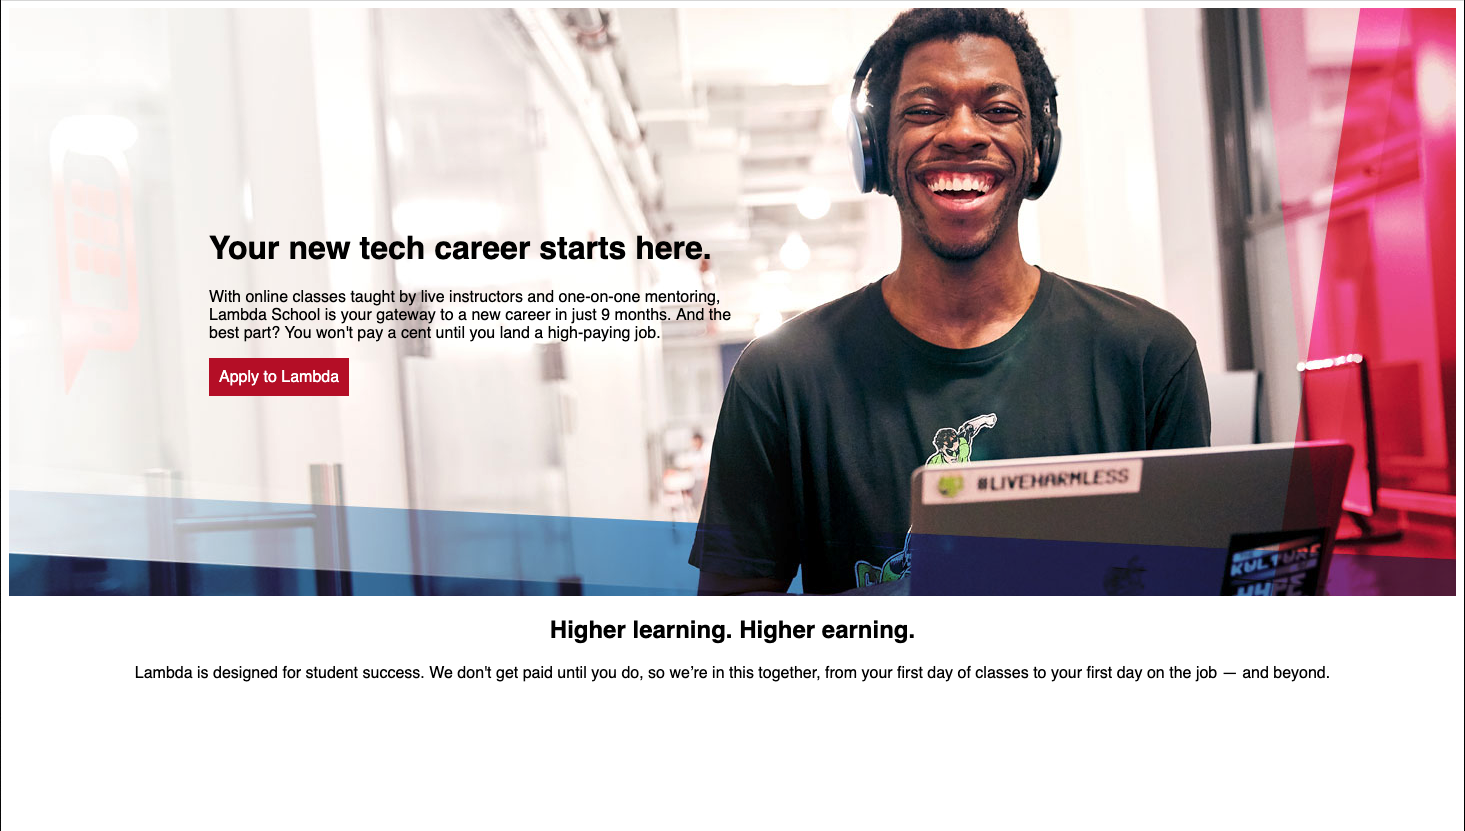 Your new tech career starts here.
With online classes taught by live instructors and one-on-one mentoring,
Lambda School is your gateway to a new career in just 9 months. And the
best part? You won't pay a cent until you land a high-paying job.
Apply to Lambda
#LIVEHARMLESS
KULTURE
HYPE
Higher learning. Higher earning.
Lambda is designed for student success. We don't get paid until you do, so we’re in this together, from your first day of classes to your first day on the job — and beyond.